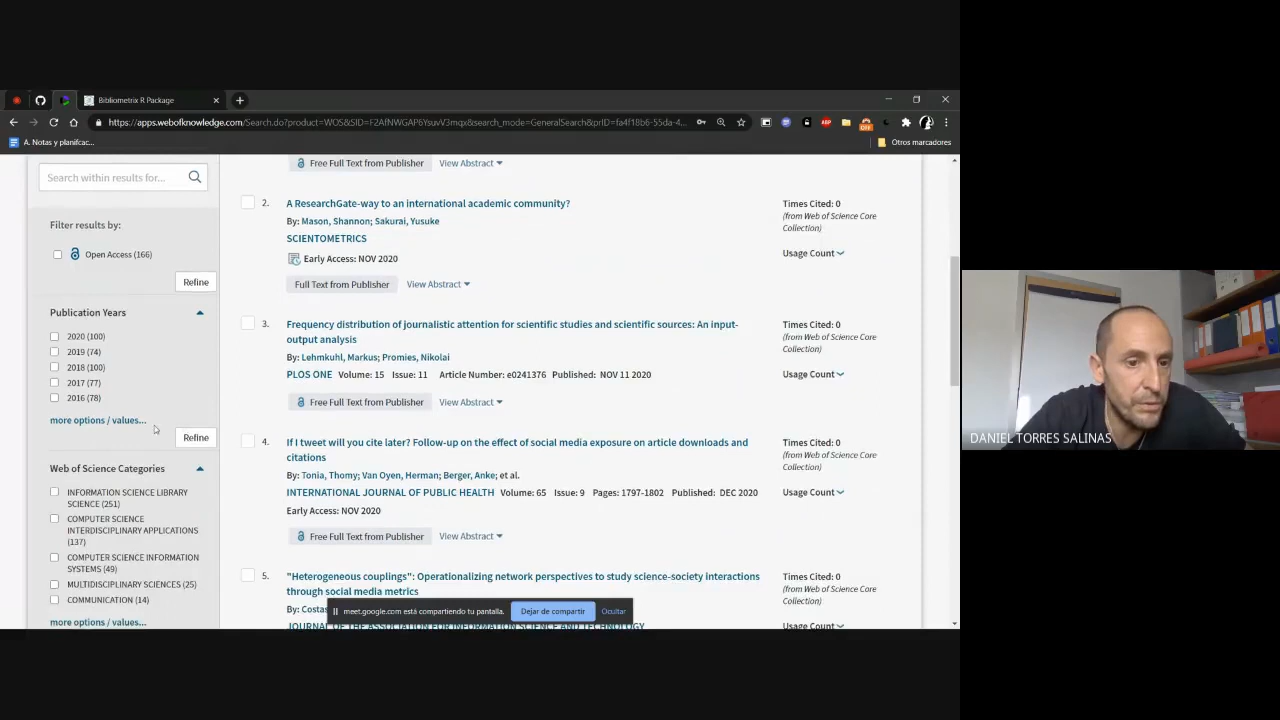 Bibliometrix R Package
https://apps.webofknowledge.com/Search.do?product=WOS&SID=F2AfNWGAP6YsuvV3mqx&search_mode=GeneralSearch&prID=fa4f18b6-55da-4...
A. Notas y planifcac...
Otros marcadores
Search within results for...
Filter results by:
Open Access (166)
Refine
Publication Years
2020 (100)
2019 (74)
2018 (100)
2017 (77)
2016 (78)
more options / values...
Refine
Web of Science Categories
INFORMATION SCIENCE LIBRARY
SCIENCE (251)
COMPUTER SCIENCE
INTERDISCIPLINARY APPLICATIONS
(137)
COMPUTER SCIENCE INFORMATION
SYSTEMS (49)
MULTIDISCIPLINARY SCIENCES (25)
COMMUNICATION (14)
more options / values...
Free Full Text from Publisher
View Abstract
2. A ResearchGate-way to an international academic community?
By: Mason, Shannon; Sakurai, Yusuke
SCIENTOMETRICS
Early Access: NOV 2020
Full Text from Publisher
View Abstract
Times Cited: 0
(from Web of Science Core
Collection)
Usage Count
3. Frequency distribution of journalistic attention for scientific studies and scientific sources: An input-
output analysis
By: Lehmkuhl, Markus; Promies, Nikolai
PLOS ONE Volume: 15 Issue: 11 Article Number: e0241376 Published: NOV 11 2020
Free Full Text from Publisher
View Abstract
Times Cited: 0
(from Web of Science Core
Collection)
Usage Count
4. If I tweet will you cite later? Follow-up on the effect of social media exposure on article downloads and
citations
By: Tonia, Thomy; Van Oyen, Herman; Berger, Anke; et al.
INTERNATIONAL JOURNAL OF PUBLIC HEALTH Volume: 65 Issue: 9 Pages: 1797-1802 Published: DEC 2020
Early Access: NOV 2020
Free Full Text from Publisher
View Abstract
Times Cited: 0
(from Web of Science Core
Collection)
Usage Count
5. "Heterogeneous couplings": Operationalizing network perspectives to study science-society interactions
through social media metrics
By: Costas
JOURNAL OF THE ASSOCIATION FOR INFORMATION SCIENCE AND TECHNOLOGY
Times Cited: 0
(from Web of Science Core
Collection)
Usage Count
meet.google.com está compartiendo tu pantalla.
Dejar de compartir
Ocultar
DANIEL TORRES SALINAS